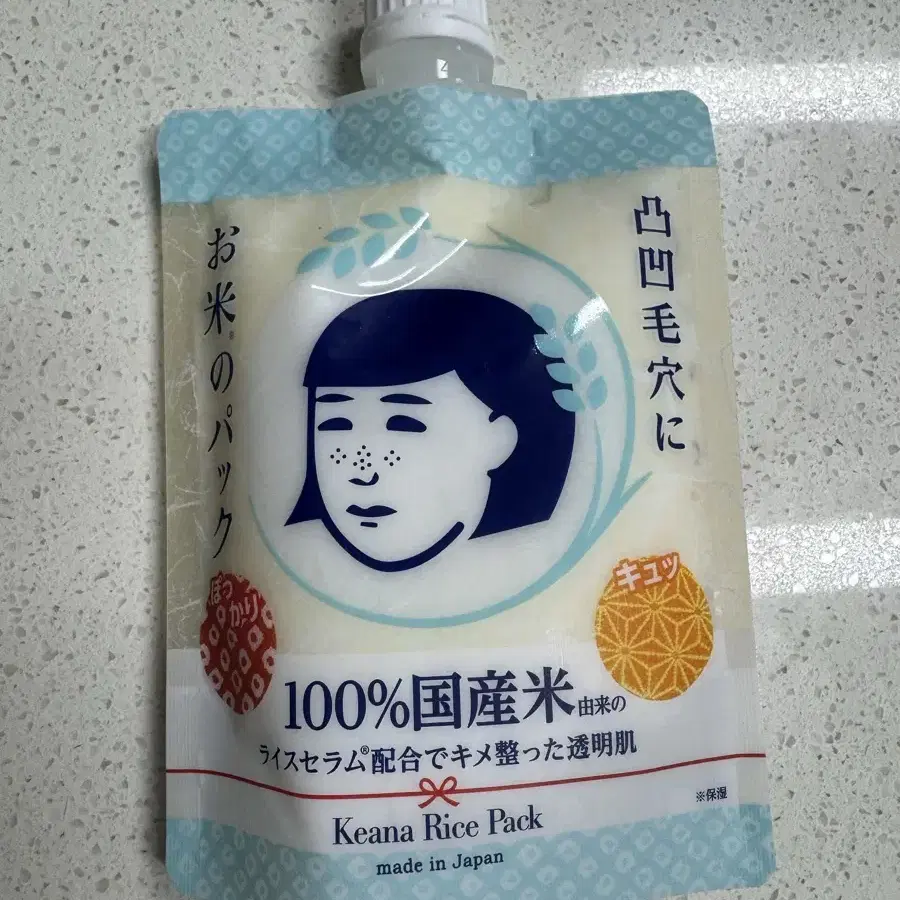 凸凹毛穴に
お米のパック
ぽっかり
キュッ
100%国産米由来の
ライスセラム®配合でキメ整った透明肌
※保湿
Keana Rice Pack
made in Japan